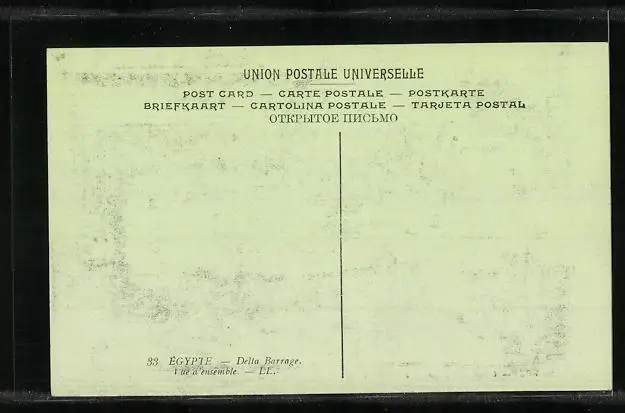 UNION POSTALE UNIVERSELLE
POST CARD — CARTE POSTALE — POSTKARTE
BRIEFKAART — CARTOLINA POSTALE — TARJETA POSTAL
ОТКРЫТОЕ ПИСЬМО
33 ÉGYPTE — Delta Barrage.
Vue d'ensemble. — LL.